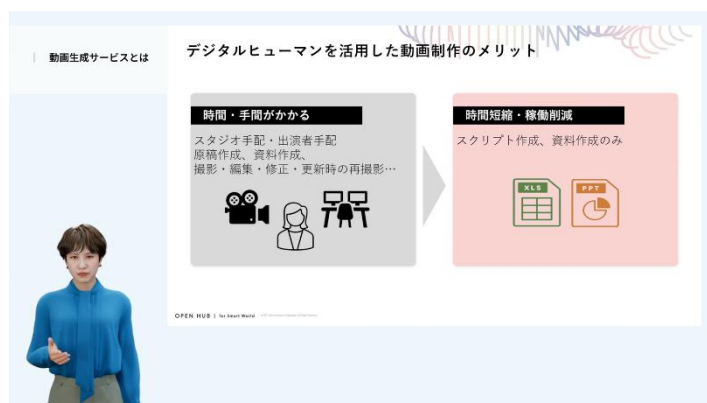 動画生成サービスとは
デジタルヒューマンを活用した動画制作のメリット
時間・手間がかかる
スタジオ手配・出演者手配
原稿作成、資料作成、
撮影・編集・修正・更新時の再撮影…
時間短縮・稼働削減
スクリプト作成、資料作成のみ
XLS
PPT
OPEN HUB | for Smart World